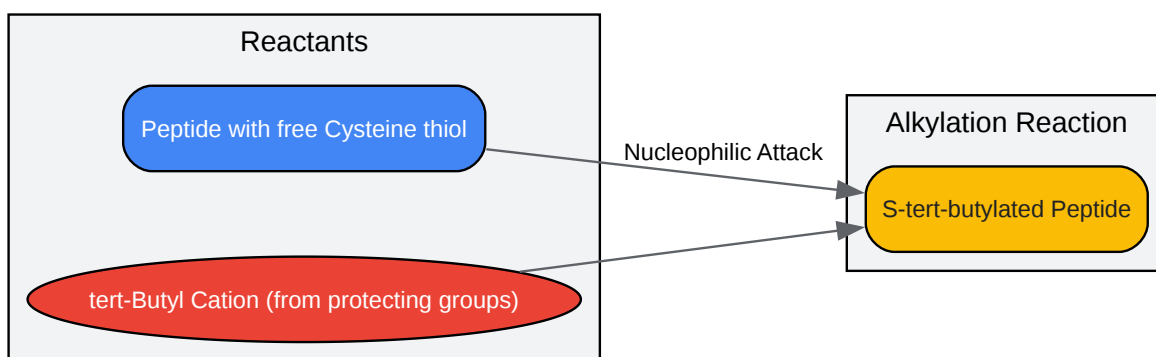 Reactants
Peptide with free Cysteine thiol
tert-Butyl Cation (from protecting groups)
Nucleophilic Attack
Alkylation Reaction
S-tert-butylated Peptide